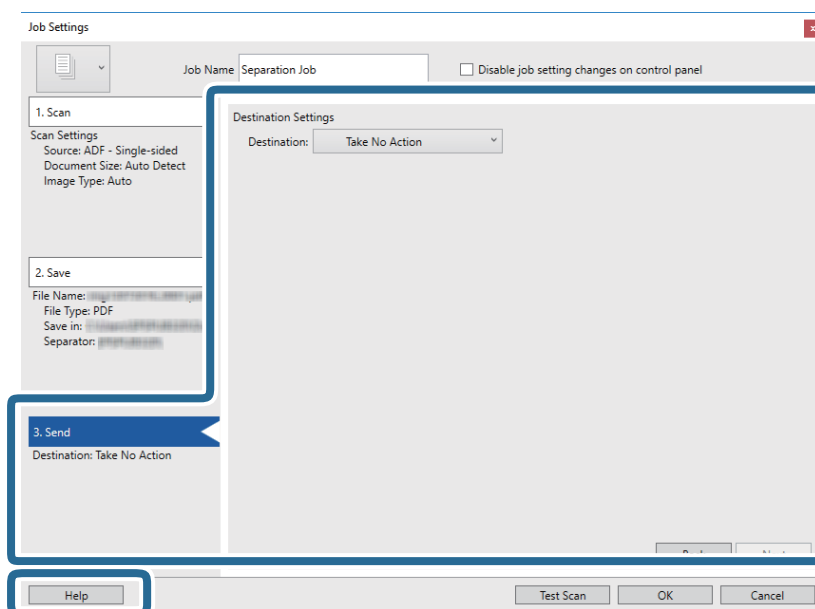 Job Settings
x
Job Name Separation Job
Disable job setting changes on control panel
1. Scan
Scan Settings
Source: ADF - Single-sided
Document Size: Auto Detect
Image Type: Auto
2. Save
File Name:
File Type: PDF
Save in:
Separator:
3. Send
Destination: Take No Action
Destination Settings
Destination: Take No Action
Help
Test Scan
OK
Cancel